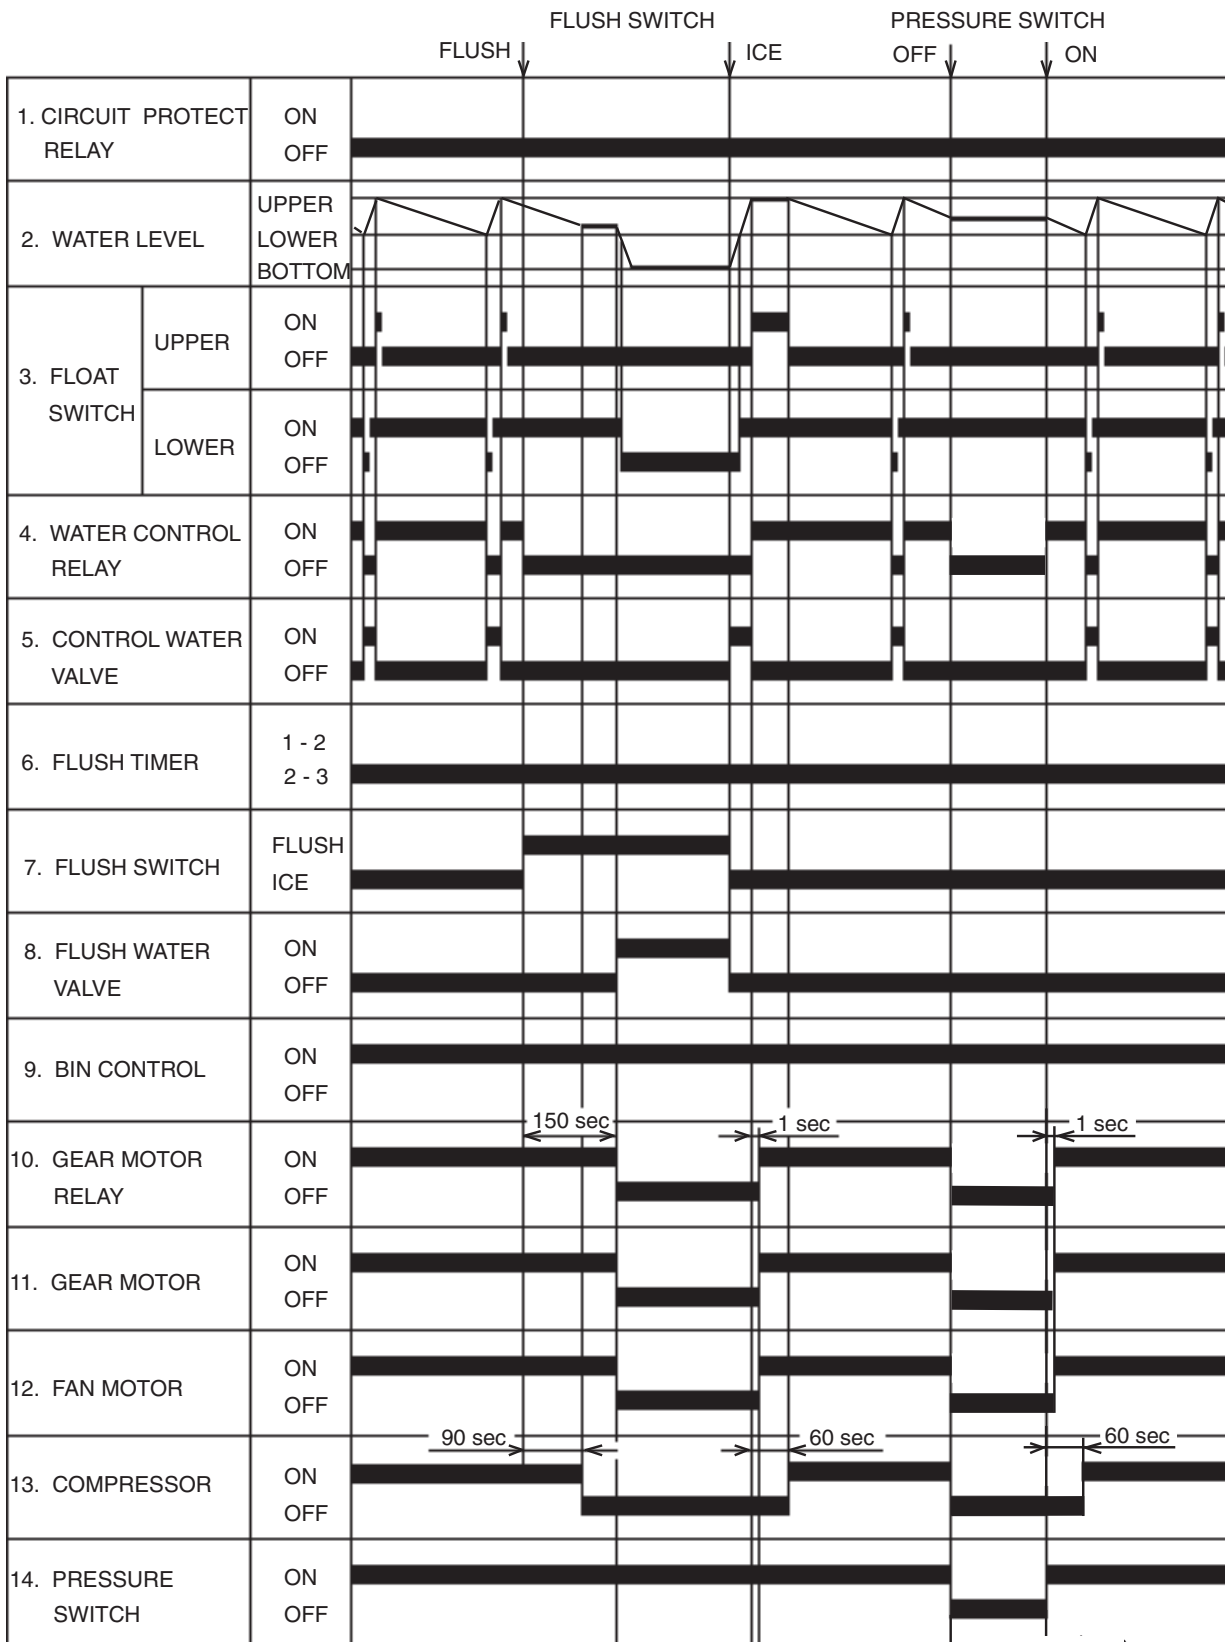 FLUSH SWITCH PRESSURE SWITCH
FLUSH ICE OFF ON
1. CIRCUIT PROTECT ON
RELAY OFF
UPPER
2. WATER LEVEL LOWER
BOTTOM
ON
UPPER
OFF
3. FLOAT
SWITCH
ON
LOWER
OFF
4. WATER CONTROL ON
RELAY OFF
5. CONTROL WATER ON
VALVE OFF
1 - 2
6. FLUSH TIMER
2 - 3
FLUSH
7. FLUSH SWITCH
ICE
8. FLUSH WATER ON
VALVE OFF
ON
9. BIN CONTROL
OFF
150 sec 1 sec 1 sec
10. GEAR MOTOR ON
RELAY OFF
ON
11. GEAR MOTOR
OFF
ON
12. FAN MOTOR
OFF
90 sec 60 sec 60 sec
13. COMPRESSOR ON
OFF
14. PRESSURE ON
SWITCH OFF